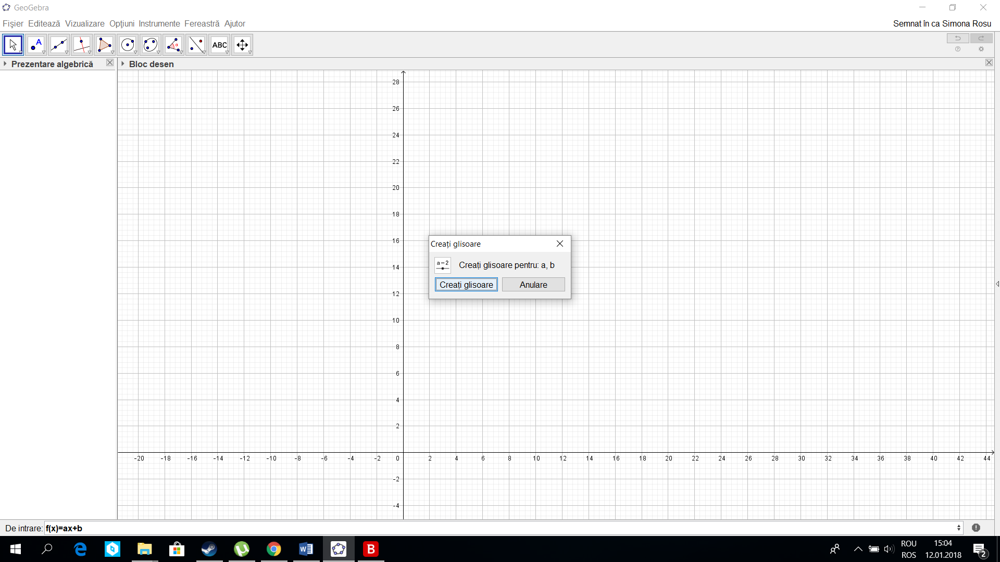 GeoGebra
Fişier Editează Vizualizare Opţiuni Instrumente Fereastră Ajutor
Semnat în ca Simona Rosu
A
α
ABC
Prezentare algebrică
Bloc desen
28
26
24
22
20
18
16
14
12
10
8
6
4
2
Creați glisoare
a=2
Creați glisoare pentru: a, b
Creați glisoare Anulare
-20 -18 -16 -14 -12 -10 -8 -6 -4 -2 0 2 4 6 8 10 12 14 16 18 20 22 24 26 28 30 32 34 36 38 40 42 44
-2
-4
De intrare: f(x)=ax+b
W
B
ROU
ROS
15:04
12.01.2018
2